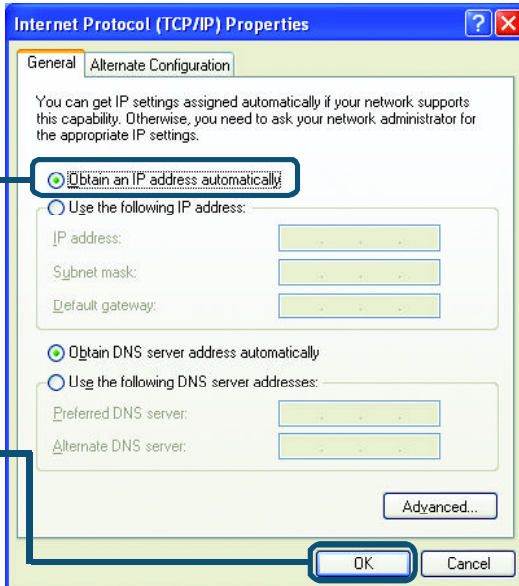 Internet Protocol (TCP/IP) Properties
General
Alternate Configuration
You can get IP settings assigned automatically if your network supports
this capability. Otherwise, you need to ask your network administrator for
the appropriate IP settings.
Obtain an IP address automatically
Use the following IP address:
IP address:
Subnet mask:
Default gateway:
Obtain DNS server address automatically
Use the following DNS server addresses:
Preferred DNS server:
Alternate DNS server:
Advanced...
OK
Cancel